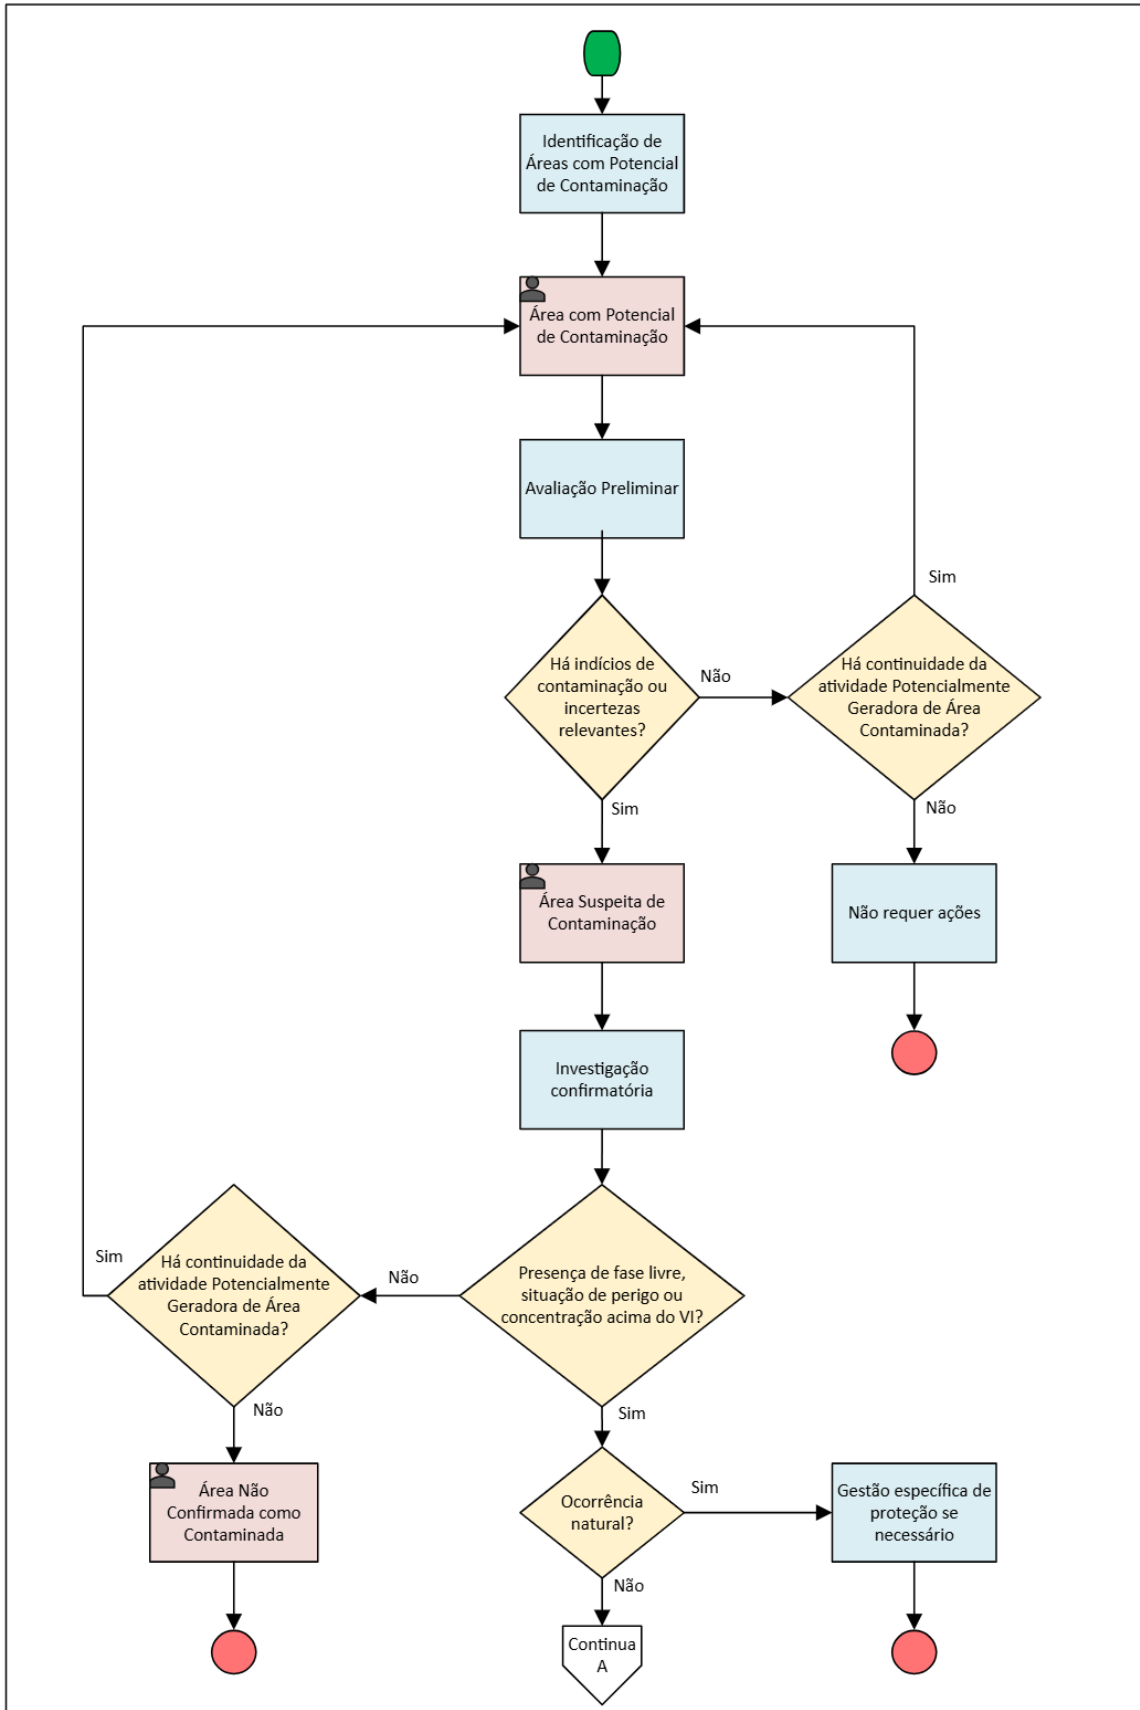 Identificação de
Áreas com Potencial
de Contaminação
Área com Potencial
de Contaminação
Avaliação Preliminar
Sim
Há indícios de
contaminação ou
incertezas
relevantes?
Não
Há continuidade da
atividade Potencialmente
Geradora de Área
Contaminada?
Sim
Não
Área Suspeita de
Contaminação
Não requer ações
Investigação
confirmatória
Sim
Há continuidade da
atividade Potencialmente
Geradora de Área
Contaminada?
Não
Presença de fase livre,
situação de perigo ou
concentração acima do VI?
Não
Sim
Área Não
Confirmada como
Contaminada
Ocorrência
natural?
Sim
Gestão específica de
proteção se
necessário
Não
Continua
A